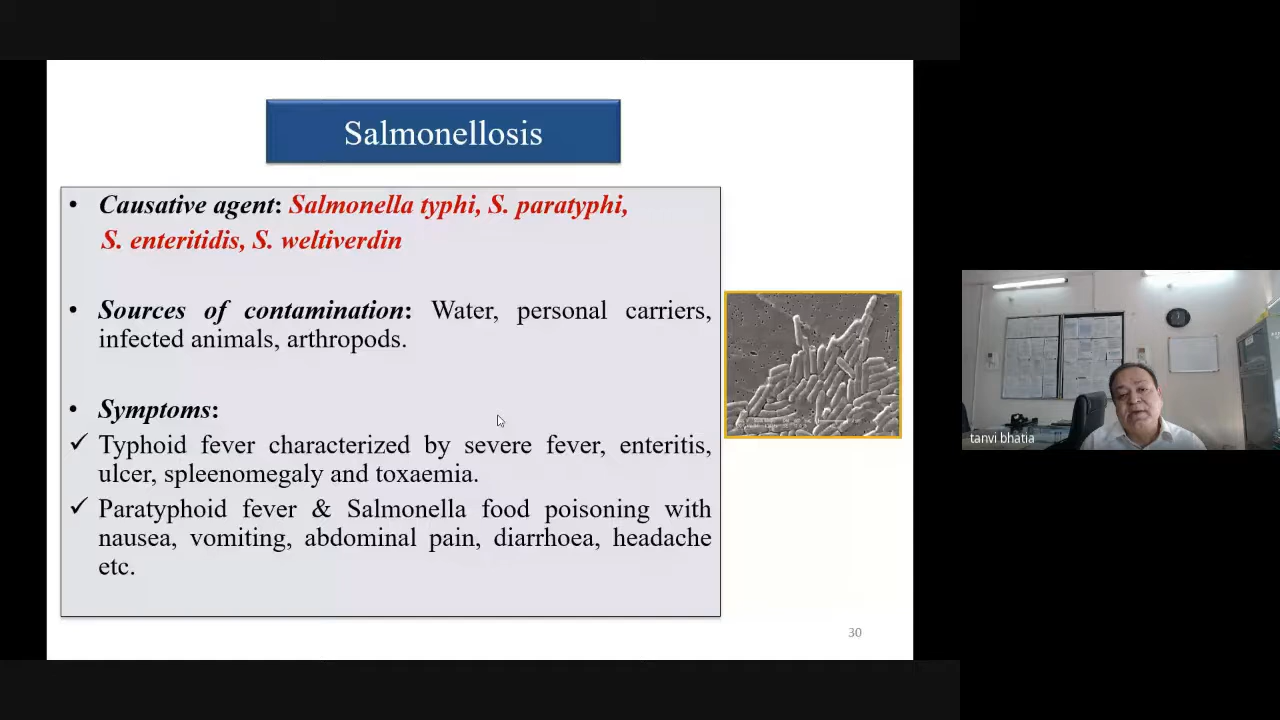 Salmonellosis
• Causative agent: Salmonella typhi, S. paratyphi,
S. enteritidis, S. weltiverdin
• Sources of contamination: Water, personal carriers,
infected animals, arthropods.
• Symptoms:
✓ Typhoid fever characterized by severe fever, enteritis,
ulcer, spleenomegaly and toxaemia.
✓ Paratyphoid fever & Salmonella food poisoning with
nausea, vomiting, abdominal pain, diarrhoea, headache
etc.
30
tanvi bhatia